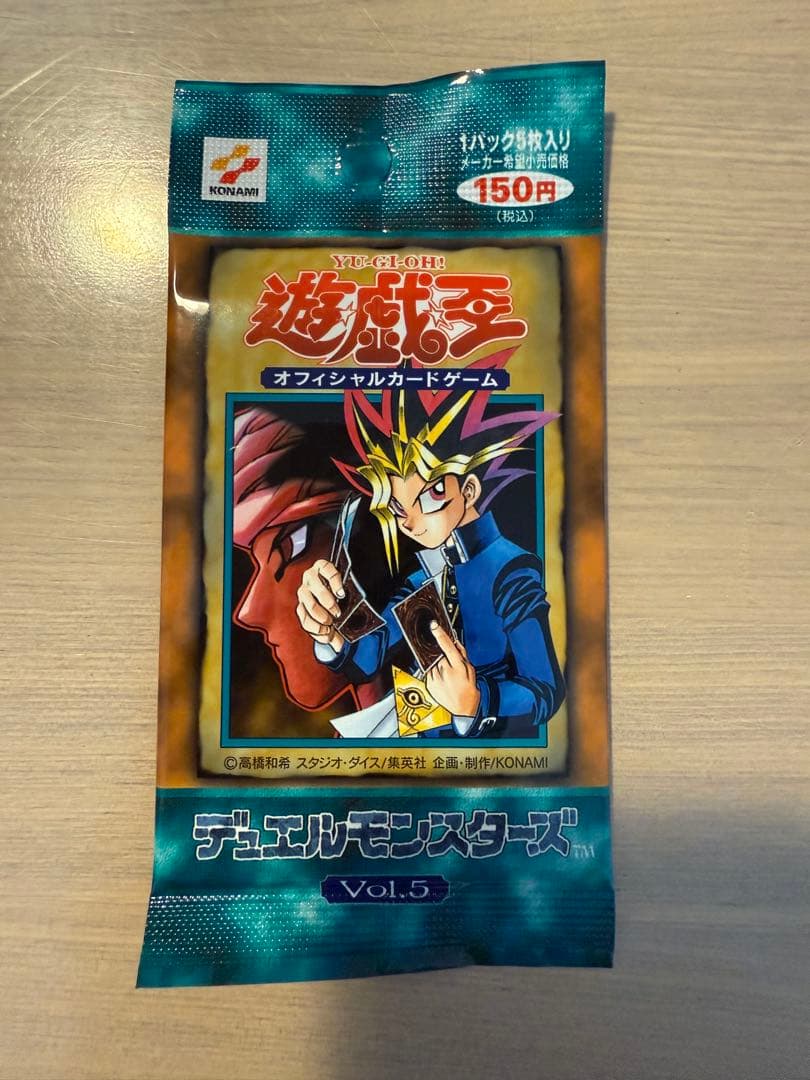 KONAMI
1パック5枚入り
メーカー希望小売価格
150円
(税込)
YU-GI-OH!
遊☆戯☆王
オフィシャルカードゲーム
©高橋和希 スタジオ・ダイス/集英社 企画・制作/KONAMI
デュエルモンスターズ™
Vol.5